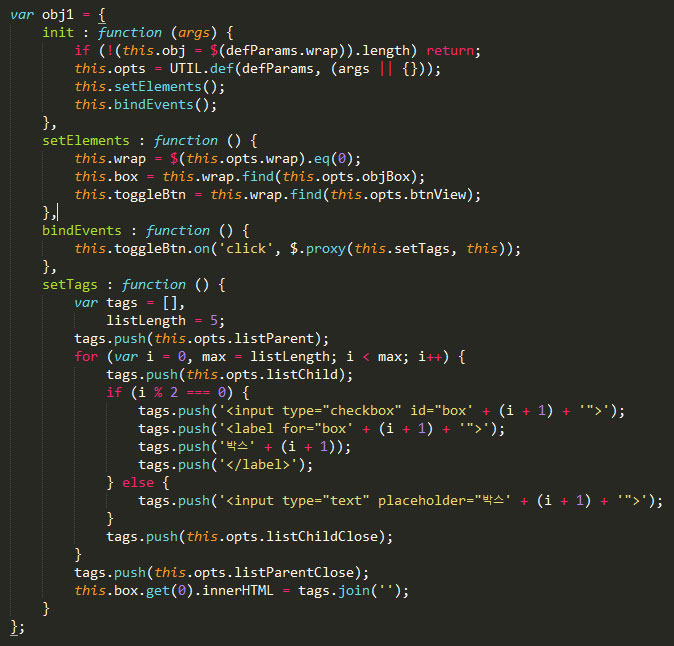 var obj1 = {
    init : function (args) {
        if (!(this.obj = $(defParams.wrap)).length) return;
        this.opts = UTIL.def(defParams, (args || {}));
        this.setElements();
        this.bindEvents();
    },
    setElements : function () {
        this.wrap = $(this.opts.wrap).eq(0);
        this.box = this.wrap.find(this.opts.objBox);
        this.toggleBtn = this.wrap.find(this.opts.btnView);
    },
    bindEvents : function () {
        this.toggleBtn.on('click', $.proxy(this.setTags, this));
    },
    setTags : function () {
        var tags = [],
            listLength = 5;
        tags.push(this.opts.listParent);
        for (var i = 0, max = listLength; i < max; i++) {
            tags.push(this.opts.listChild);
            if (i % 2 === 0) {
                tags.push('<input type="checkbox" id="box' + (i + 1) + '">');
                tags.push('<label for="box' + (i + 1) + '">');
                tags.push('박스' + (i + 1));
                tags.push('</label>');
            } else {
                tags.push('<input type="text" placeholder="박스' + (i + 1) + '">');
            }
            tags.push(this.opts.listChildClose);
        }
        tags.push(this.opts.listParentClose);
        this.box.get(0).innerHTML = tags.join('');
    }
};